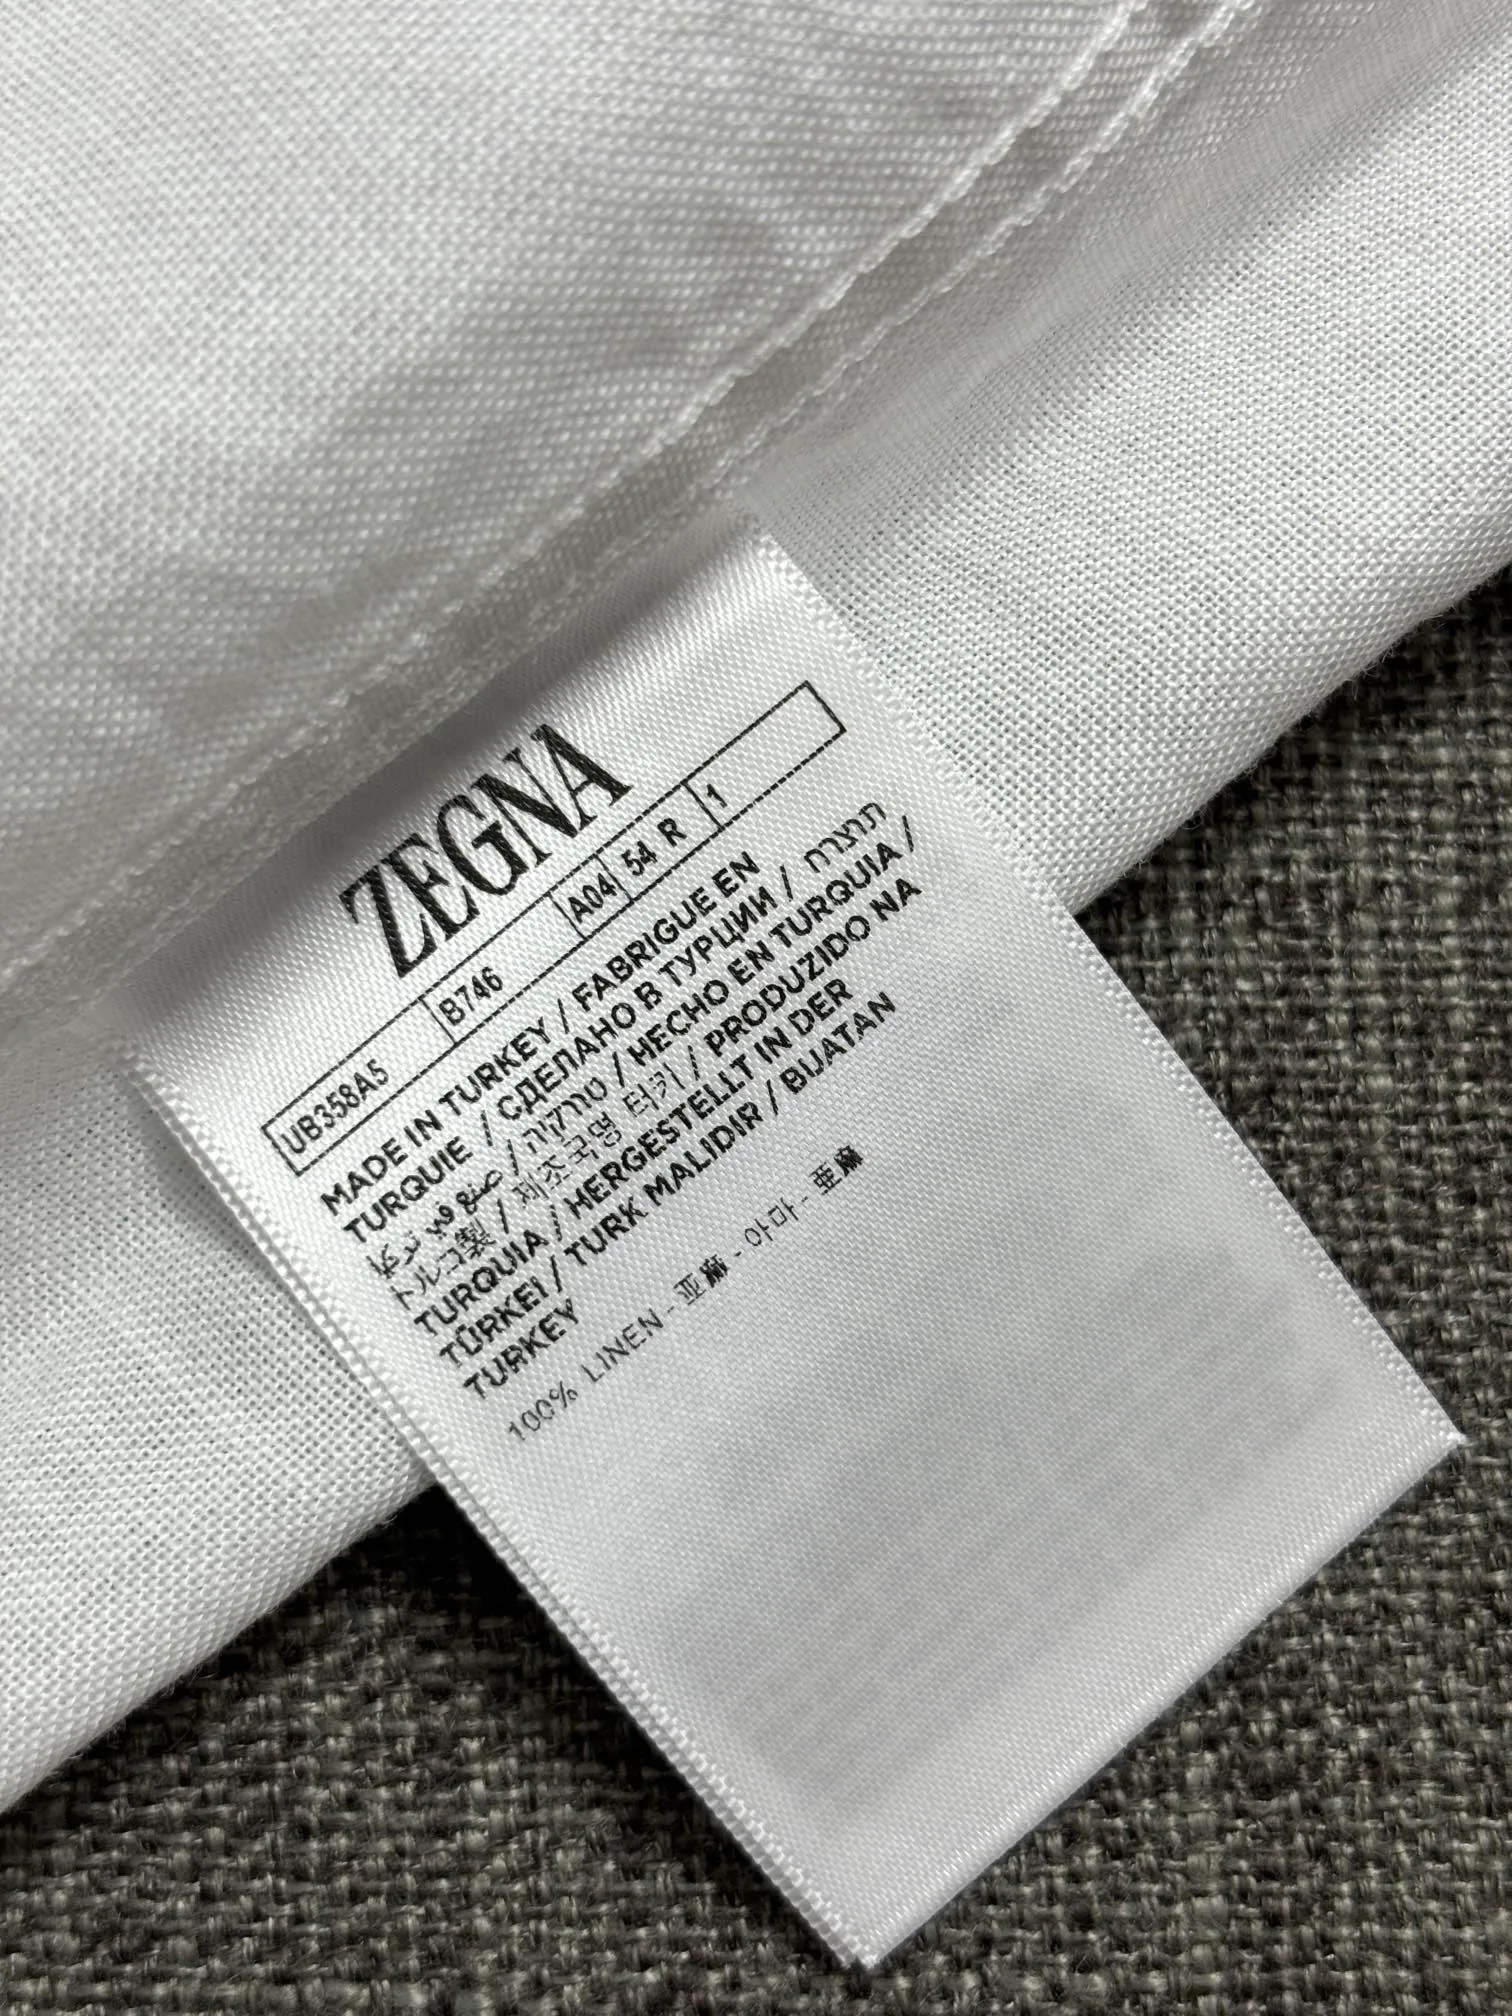 ZEGNA
UB358A5 B746 A04 54 R 1
MADE IN TURKEY / FABRIGUE EN
TURQUIE / СДЕЛАНО В ТУРЦИИ / תוצרת
صنع في تركيا / טורקיה / HECHO EN TURQUIA /
トルコ製 / 제조국명 터키 / PRODUZIDO NA
TURQUIA / HERGESTELLT IN DER
TÜRKEI / TURK MALIDIR / BUATAN
TURKEY
100% LINEN - 亚麻 - 아마 - 亜麻